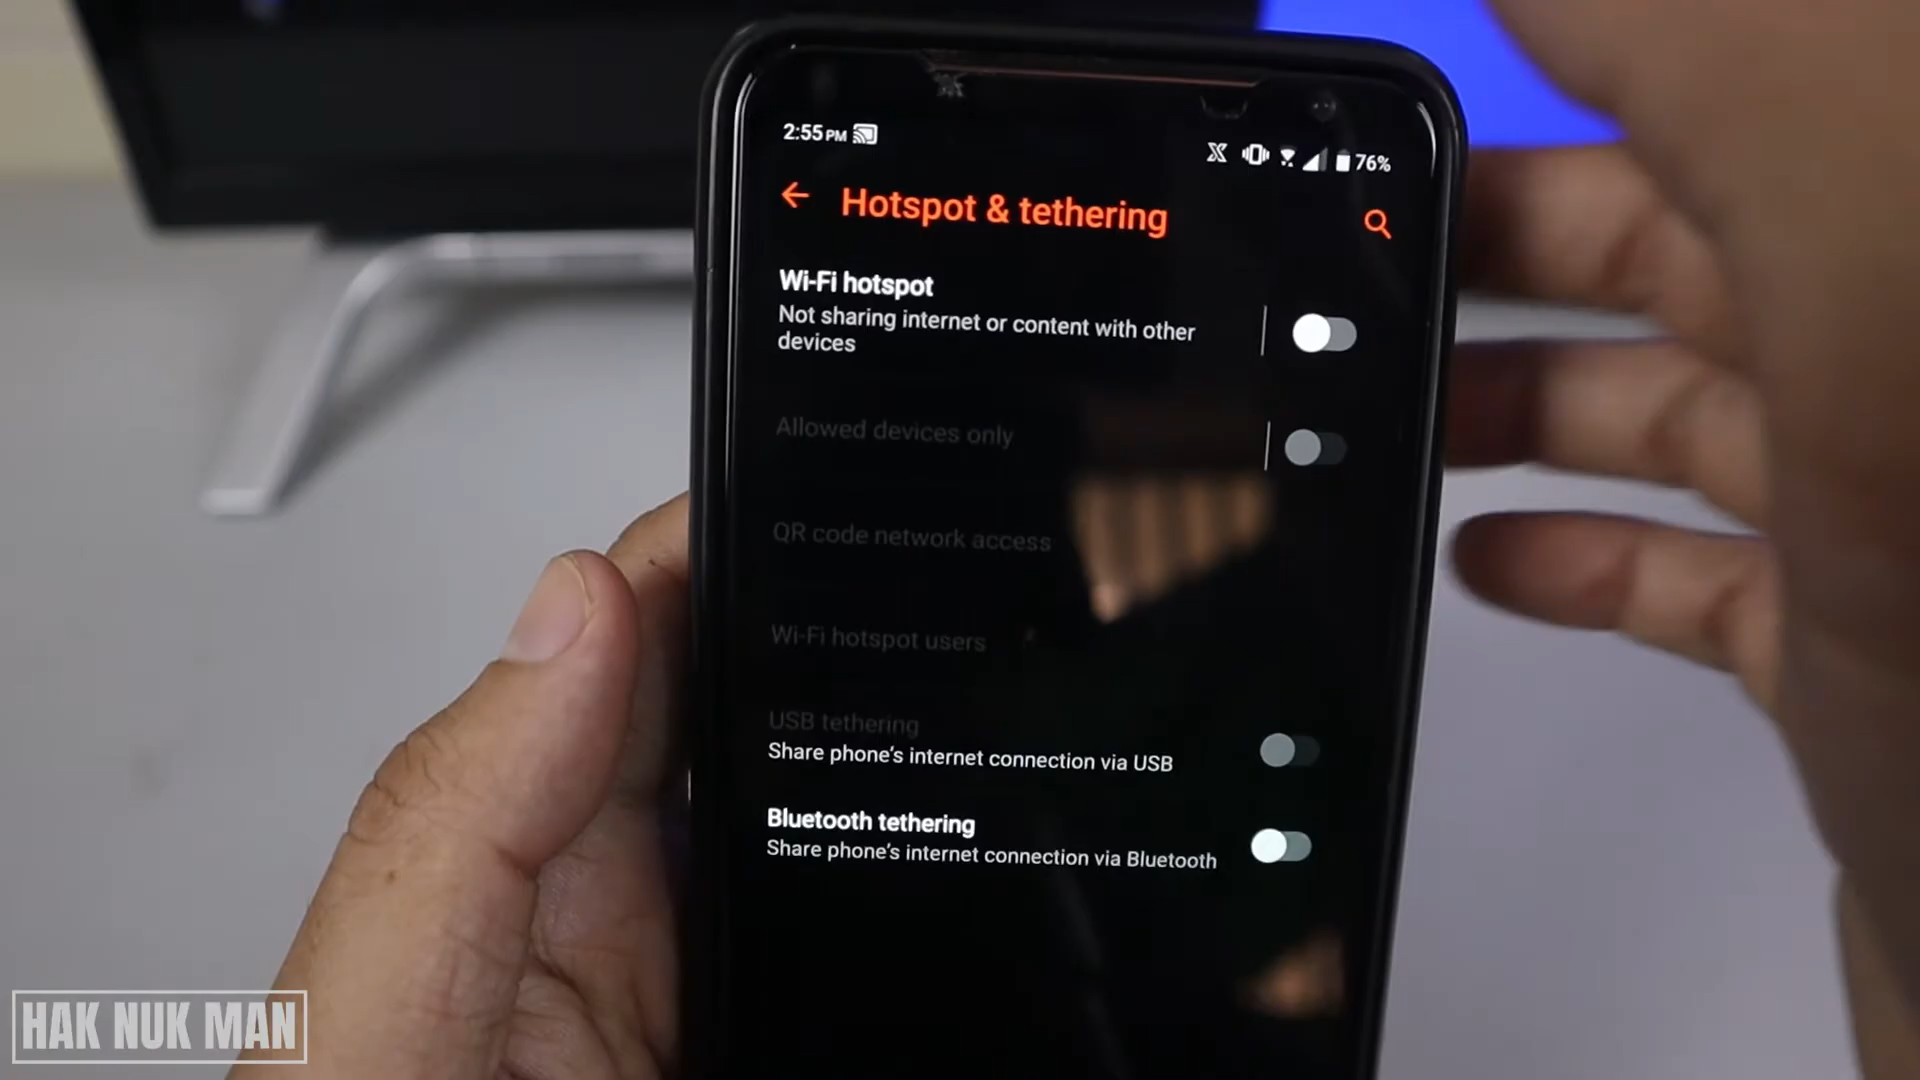 2:55 PM
76%
Hotspot & tethering
Wi-Fi hotspot
Not sharing internet or content with other
devices
Allowed devices only
QR code network access
Wi-Fi hotspot users
USB tethering
Share phone's internet connection via USB
Bluetooth tethering
Share phone's internet connection via Bluetooth
HAK NUK MAN